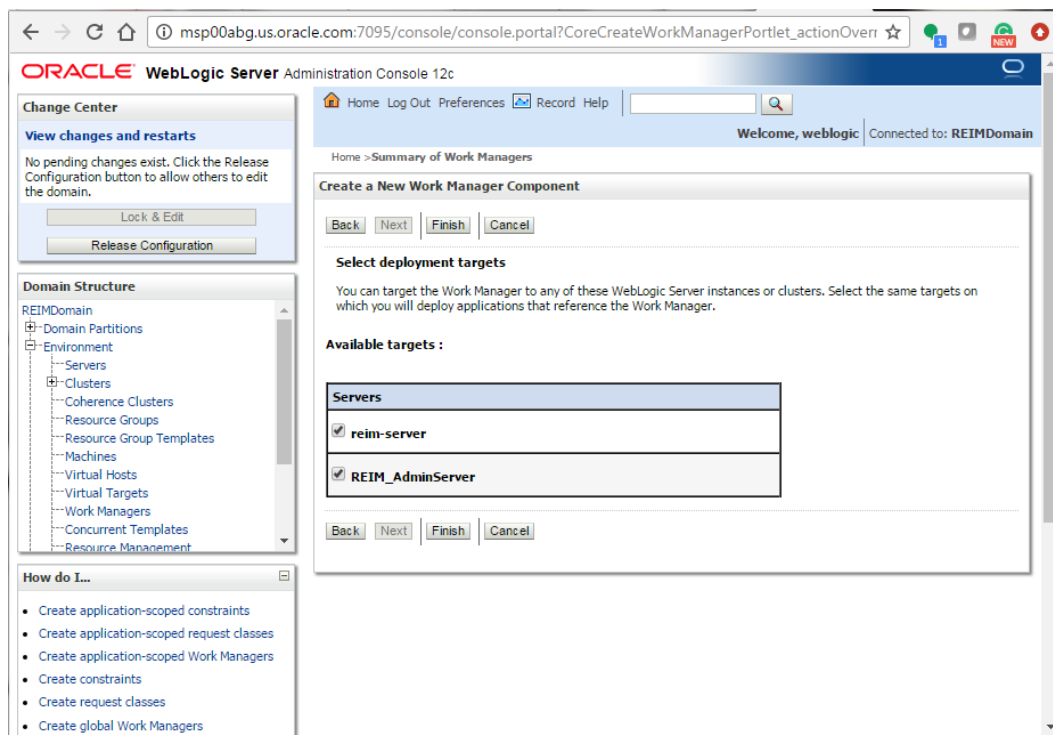 msp00abg.us.oracle.com:7095/console/console.portal?CoreCreateWorkManagerPortlet_actionOverr
1
NEW
ORACLE WebLogic Server Administration Console 12c
Change Center
View changes and restarts
No pending changes exist. Click the Release
Configuration button to allow others to edit
the domain.
Lock & Edit
Release Configuration
Domain Structure
REIMDomain
Domain Partitions
Environment
Servers
Clusters
Coherence Clusters
Resource Groups
Resource Group Templates
Machines
Virtual Hosts
Virtual Targets
Work Managers
Concurrent Templates
Resource Management
How do I...
Create application-scoped constraints
Create application-scoped request classes
Create application-scoped Work Managers
Create constraints
Create request classes
Create global Work Managers
Home Log Out Preferences Record Help
Welcome, weblogic Connected to: REIMDomain
Home >Summary of Work Managers
Create a New Work Manager Component
Back Next Finish Cancel
Select deployment targets
You can target the Work Manager to any of these WebLogic Server instances or clusters. Select the same targets on
which you will deploy applications that reference the Work Manager.
Available targets :
Servers
reim-server
REIM_AdminServer
Back Next Finish Cancel